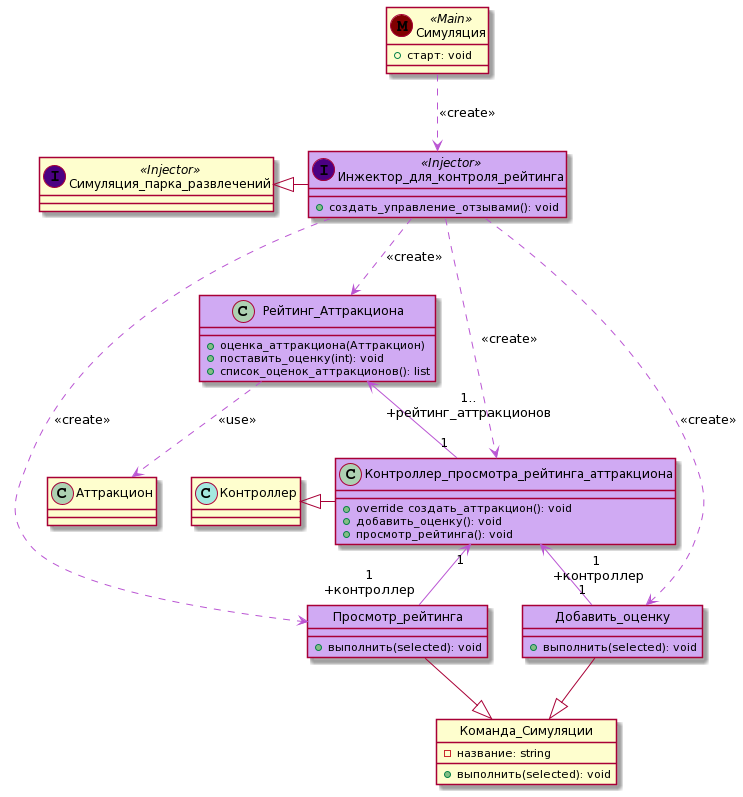 M
«Main»
Симуляция
старт: void
«create»
I
«Injector»
Симуляция_парка_развлечений
I
«Injector»
Инжектор_для_контроля_рейтинга
создать_управление_отзывами(): void
«create»
C
Рейтинг_Аттракциона
оценка_аттракциона(Аттракцион)
поставить_оценку(int): void
список_оценок_аттракционов(): list
«create»
1..
+рейтинг_аттракционов
«create»
«use»
«create»
1
C
Аттракцион
C
Контроллер
C
Контроллер_просмотра_рейтинга_аттракциона
override создать_аттракцион(): void
добавить_оценку(): void
просмотр_рейтинга(): void
1
+контроллер
1
1
+контроллер
1
Просмотр_рейтинга
выполнить(selected): void
Добавить_оценку
выполнить(selected): void
Команда_Симуляции
название: string
выполнить(selected): void